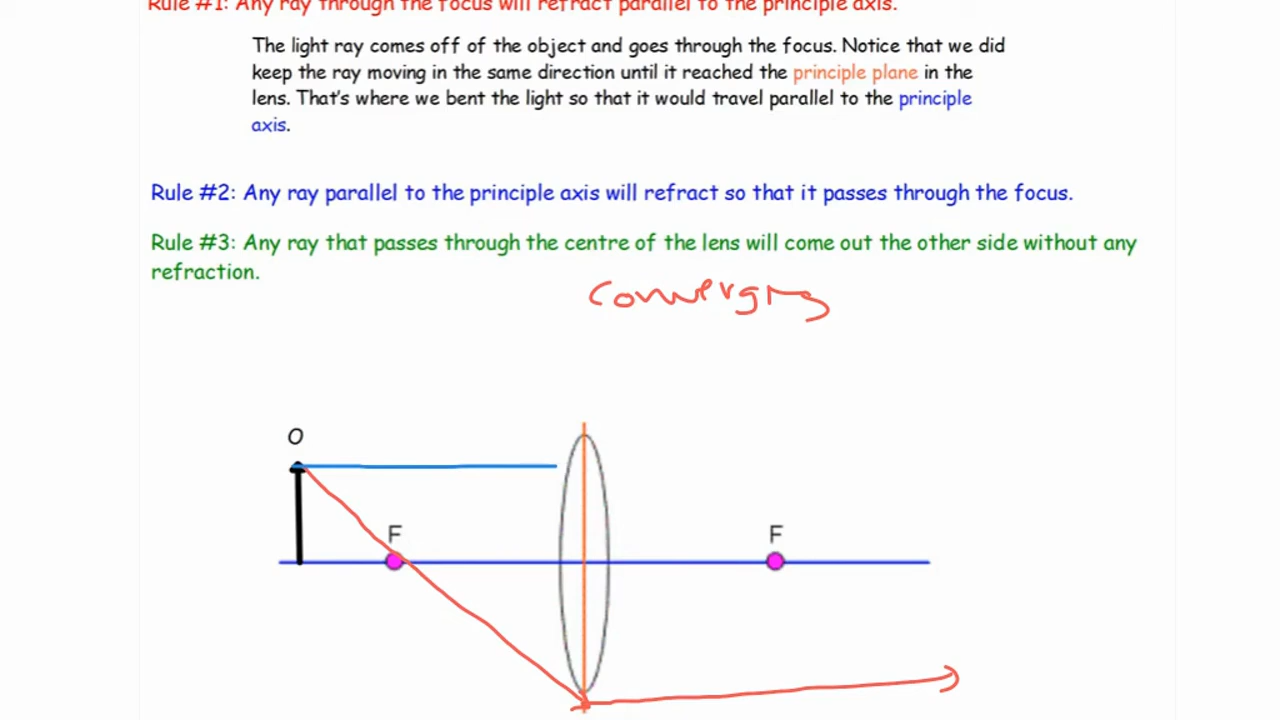 Rule #1: Any ray through the focus will refract parallel to the principle axis.
The light ray comes off of the object and goes through the focus. Notice that we did
keep the ray moving in the same direction until it reached the principle plane in the
lens. That's where we bent the light so that it would travel parallel to the principle
axis.
Rule #2: Any ray parallel to the principle axis will refract so that it passes through the focus.
Rule #3: Any ray that passes through the centre of the lens will come out the other side without any
refraction.
Converging
O
F
F